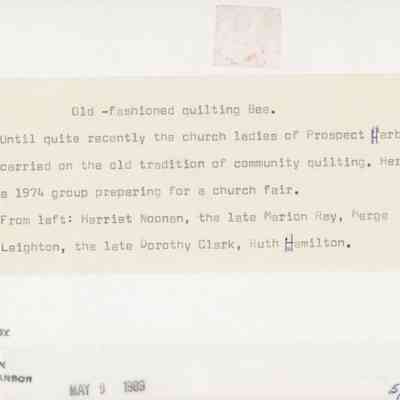 Old -fashioned quilting Bee.
Until quite recently the church ladies of Prospect Harb
carried on the old tradition of community quilting. Her
a 1974 group preparing for a church fair.
From left: Harriet Noonan, the late Marion Ray, Marge
Leighton, the late Dorothy Clark, Ruth Hamilton.
MAY 9 1989